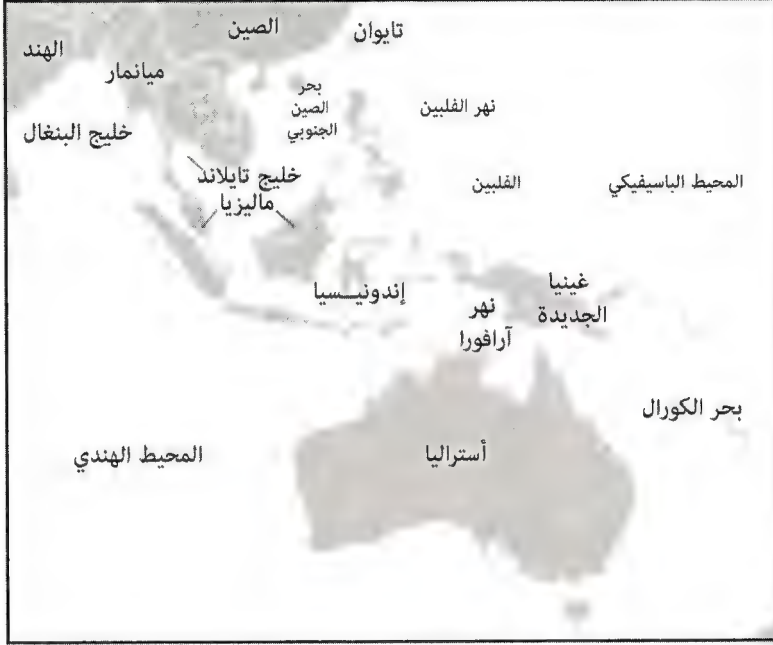 تايوان
الصين
الهند
ميانمار
بحر
الصين
الجنوبي
نهر الفلبين
خليج البنغال
خليج تايلاند
ماليزيا
الفلبين
المحيط الباسيفيكي
إندونيـــسيا
غينيا
الجديدة
نهر
آرافورا
بحر الكورال
المحيط الهندي
أستراليا